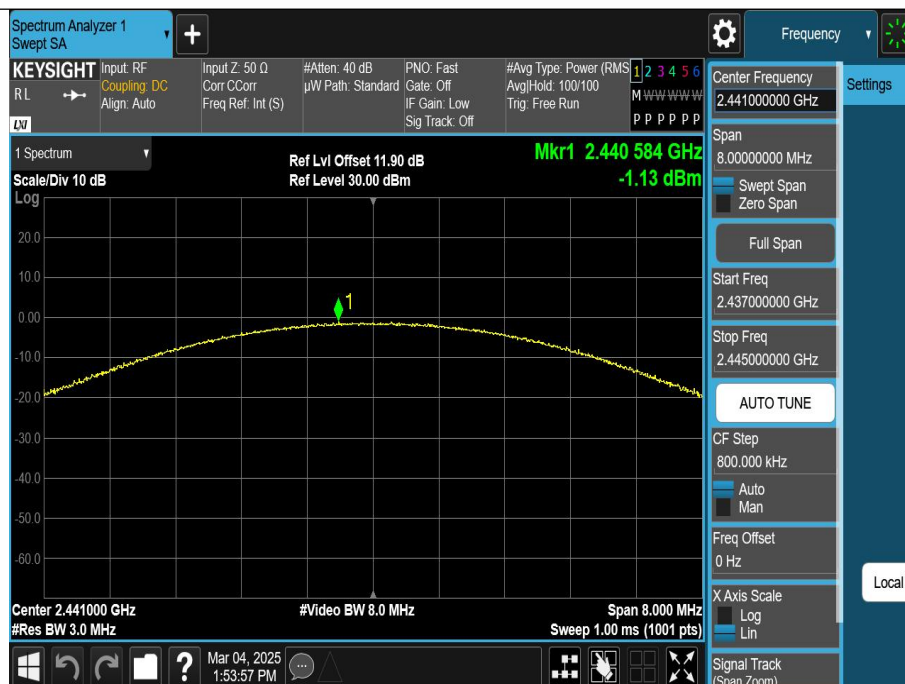 Spectrum Analyzer 1
Swept SA
Frequency
KEYSIGHT
RL
LXI
Input: RF
Coupling: DC
Align: Auto
Input Z: 50 Ω
Corr CCorr
Freq Ref: Int (S)
#Atten: 40 dB
µW Path: Standard
PNO: Fast
Gate: Off
IF Gain: Low
Sig Track: Off
#Avg Type: Power (RMS
Avg|Hold: 100/100
Trig: Free Run
1 2 3 4 5 6
M W W W W W
P P P P P P
Center Frequency
2.441000000 GHz
Settings
1 Spectrum
Scale/Div 10 dB
Log
Ref Lvl Offset 11.90 dB
Ref Level 30.00 dBm
Mkr1 2.440 584 GHz
-1.13 dBm
Span
8.00000000 MHz
Swept Span
Zero Span
Full Span
Start Freq
2.437000000 GHz
Stop Freq
2.445000000 GHz
AUTO TUNE
CF Step
800.000 kHz
Auto
Man
Freq Offset
0 Hz
X Axis Scale
Log
Lin
Signal Track
(Span Zoom)
Local
20.0
10.0
0.00
1
-10.0
-20.0
-30.0
-40.0
-50.0
-60.0
Center 2.441000 GHz
#Res BW 3.0 MHz
#Video BW 8.0 MHz
Span 8.000 MHz
Sweep 1.00 ms (1001 pts)
?
Mar 04, 2025
1:53:57 PM